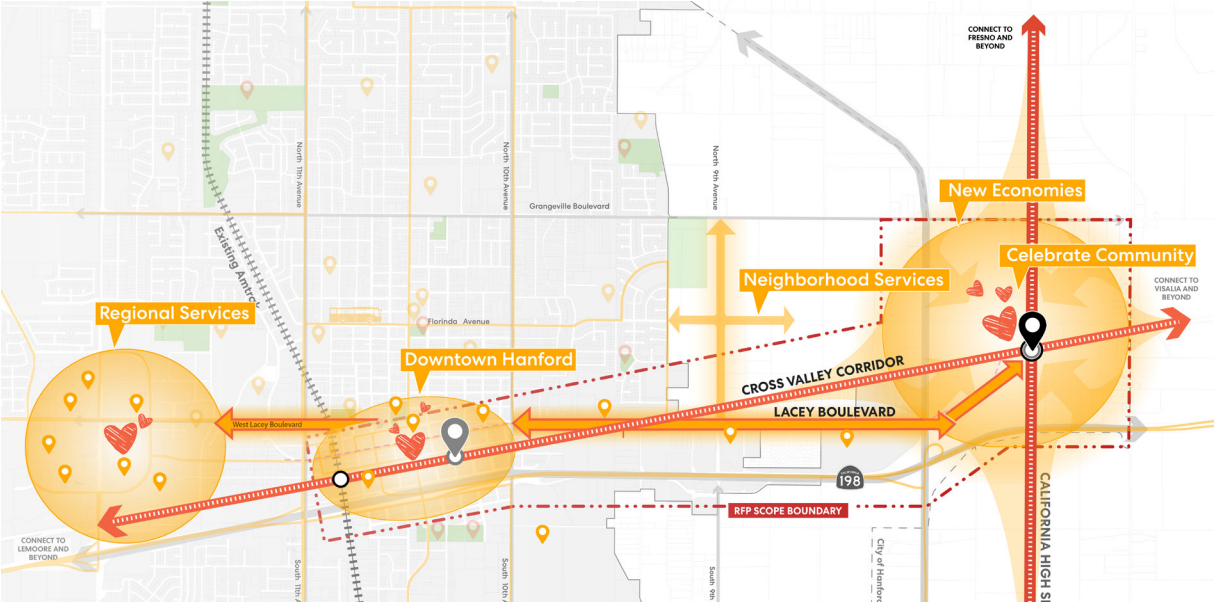 CONNECT TO
FRESNO AND
BEYOND
North 11th Avenue
North 10th Avenue
North 9th Avenue
New Economies
Grangeville Boulevard
Existing Amtrak
Celebrate Community
Neighborhood Services
CONNECT TO
VISALIA AND
BEYOND
Regional Services
Florinda Avenue
Downtown Hanford
CROSS VALLEY CORRIDOR
LACEY BOULEVARD
West Lacey Boulevard
CALIFORNIA
198
RFP SCOPE BOUNDARY
CONNECT TO
LEMOORE AND
BEYOND
South 11th A
South 10th
South 9th
City of Hanford
CALIFORNIA HIGH